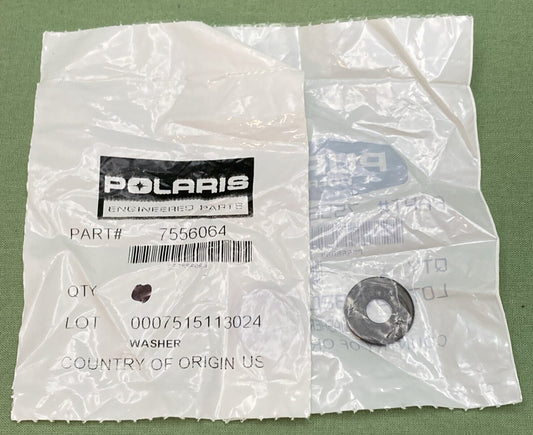 POLARIS
ENGINEERED PARTS
PART# 7556064
QTY
LOT 0007515113024
WASHER
COUNTRY OF ORIGIN US